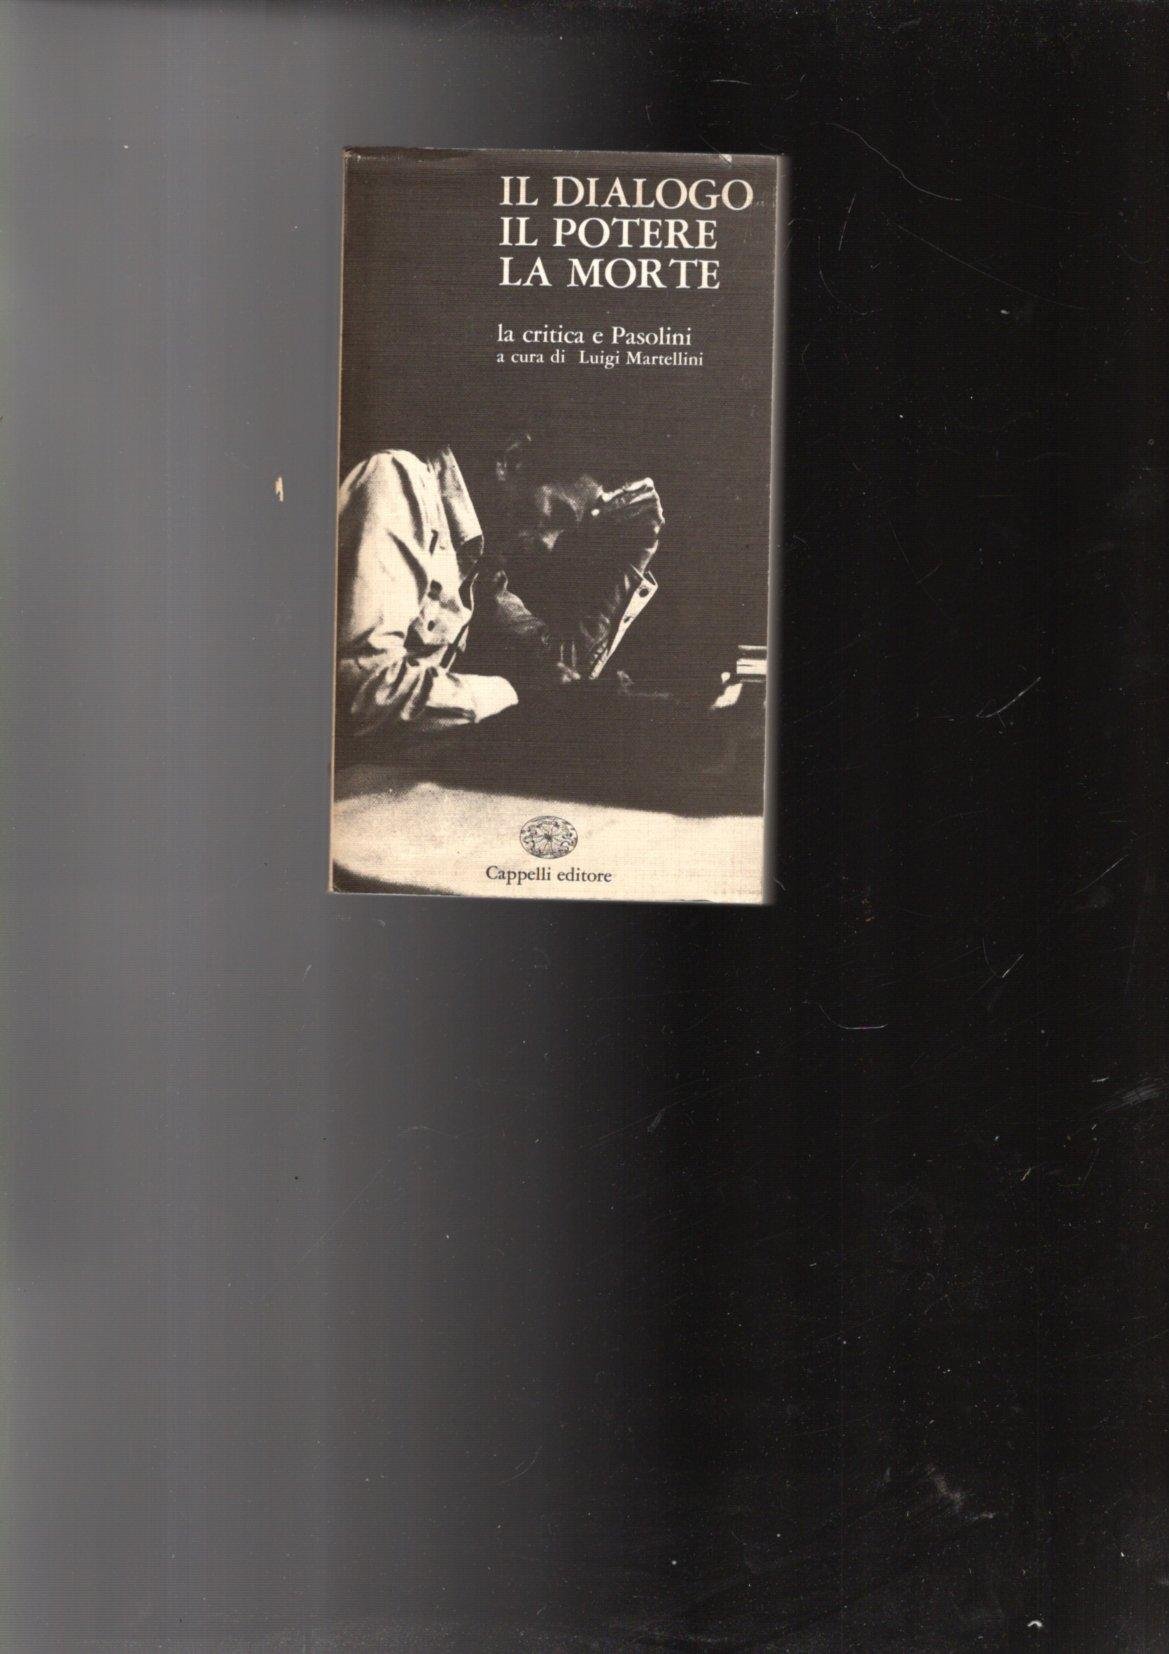 IL DIALOGO
IL POTERE
LA MORTE
la critica e Pasolini
a cura di Luigi Martellini
Cappelli editore